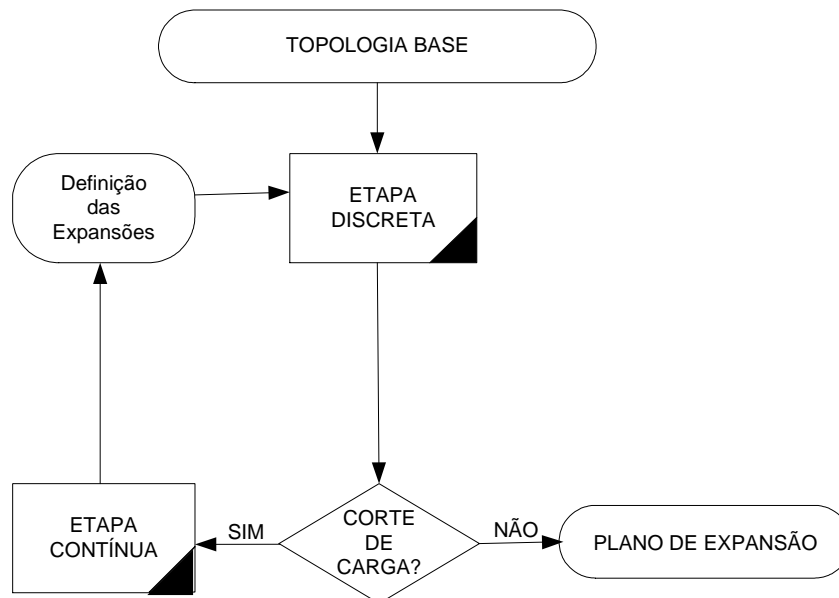 TOPOLOGIA BASE
Definição
das
Expansões
ETAPA
DISCRETA
ETAPA
CONTÍNUA
SIM
CORTE
DE
CARGA?
NÃO
PLANO DE EXPANSÃO